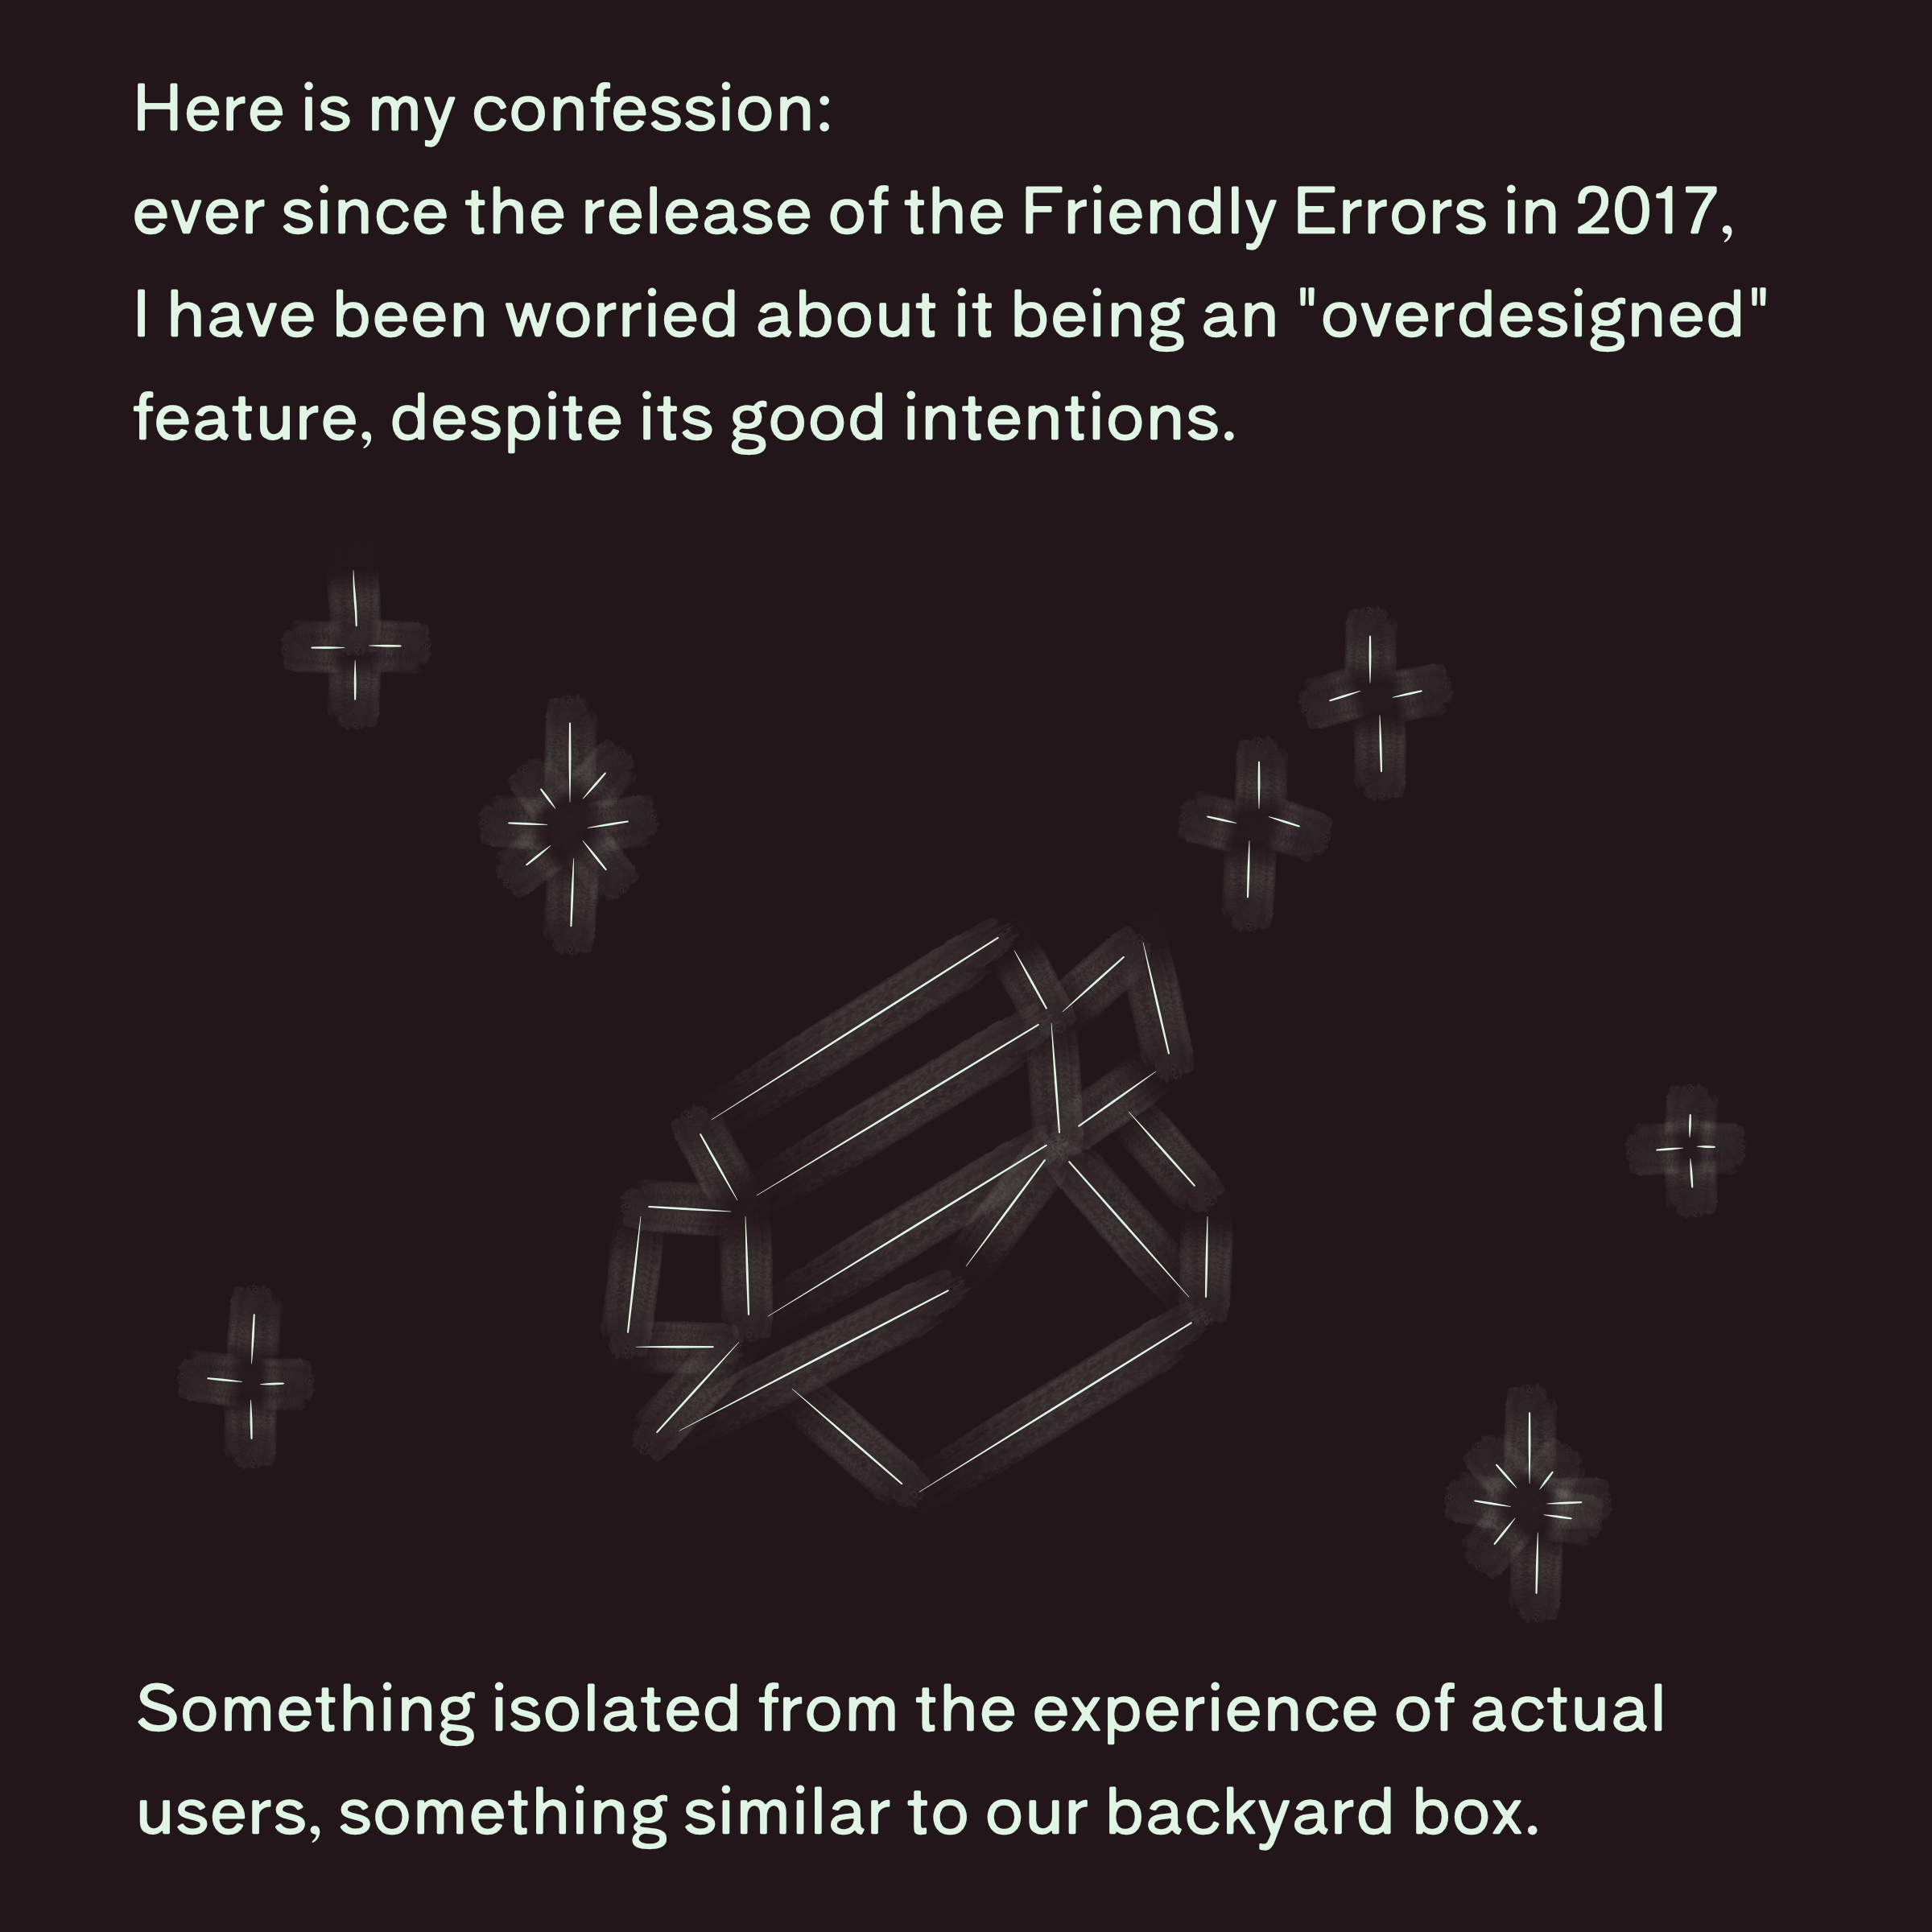 Here is my confession:
ever since the release of the Friendly Errors in 2017,
I have been worried about it being an "overdesigned"
feature, despite its good intentions.
Something isolated from the experience of actual
users, something similar to our backyard box.